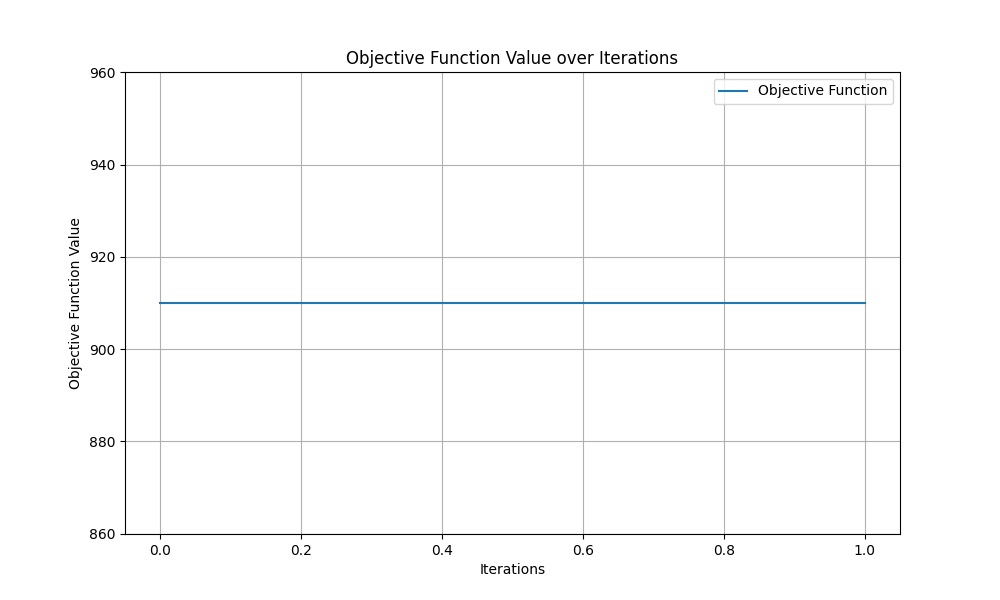 Objective Function Value over Iterations
Objective Function
960
940
920
900
880
860
Objective Function Value
0.0 0.2 0.4 0.6 0.8 1.0
Iterations